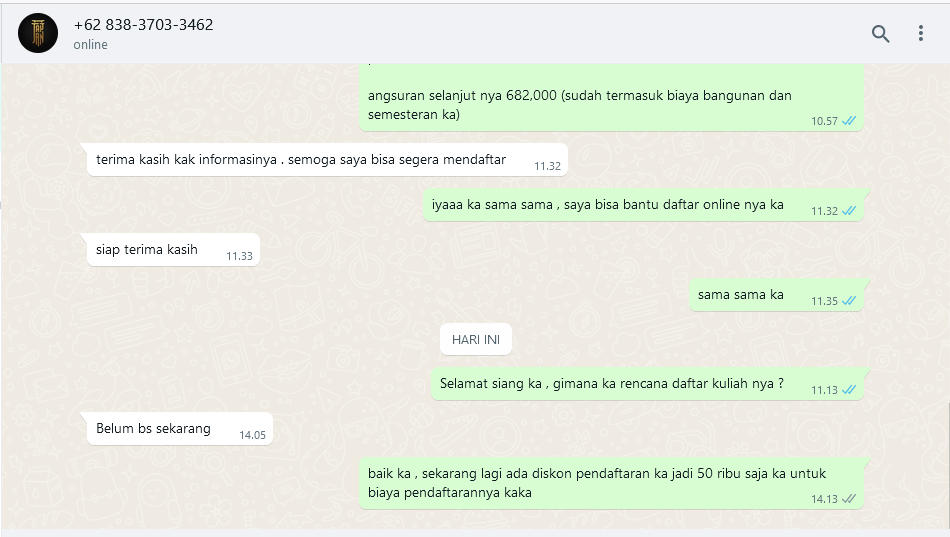 +62 838-3703-3462
online
angsuran selanjut nya 682,000 (sudah termasuk biaya bangunan dan
semesteran ka)
10.57
terima kasih kak informasinya . semoga saya bisa segera mendaftar
11.32
iyaaa ka sama sama , saya bisa bantu daftar online nya ka
11.32
siap terima kasih
11.33
sama sama ka
11.35
HARI INI
Selamat siang ka , gimana ka rencana daftar kuliah nya ?
11.13
Belum bs sekarang
14.05
baik ka , sekarang lagi ada diskon pendaftaran ka jadi 50 ribu saja ka untuk
biaya pendaftarannya kaka
14.13